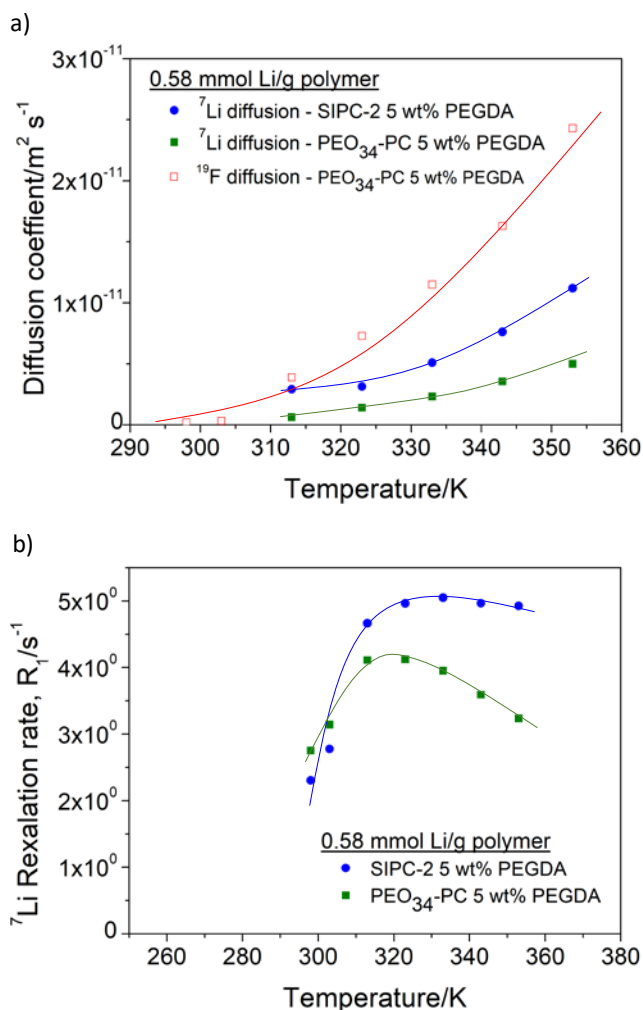 a)
3x10⁻¹¹
0.58 mmol Li/g polymer
⁷Li diffusion - SIPC-2 5 wt% PEGDA
⁷Li diffusion - PEO₃₄-PC 5 wt% PEGDA
¹⁹F diffusion - PEO₃₄-PC 5 wt% PEGDA
2x10⁻¹¹
1x10⁻¹¹
0
Diffusion coeffient/m² s⁻¹
290 300 310 320 330 340 350 360
Temperature/K
b)
5x10⁰
4x10⁰
3x10⁰
2x10⁰
1x10⁰
0
⁷Li Rexalation rate, R₁/s⁻¹
0.58 mmol Li/g polymer
SIPC-2 5 wt% PEGDA
PEO₃₄-PC 5 wt% PEGDA
260 280 300 320 340 360 380
Temperature/K